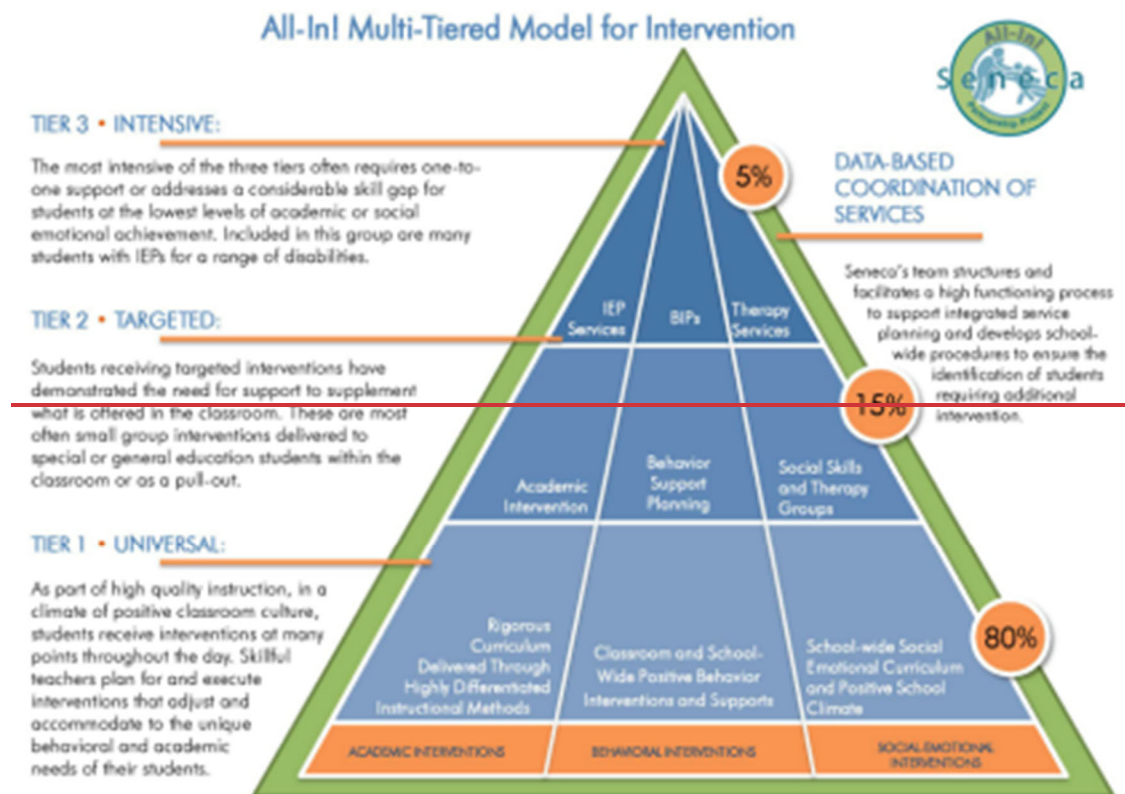 All-In! Multi-Tiered Model for Intervention
All-In!
Seneca
Partnership Project
TIER 3 • INTENSIVE:
The most intensive of the three tiers often requires one-to-
one support or addresses a considerable skill gap for
students at the lowest levels of academic or social
emotional achievement. Included in this group are many
students with IEPs for a range of disabilities.
TIER 2 • TARGETED:
Students receiving targeted interventions have
demonstrated the need for support to supplement
what is offered in the classroom. These are most
often small group interventions delivered to
special or general education students within the
classroom or as a pull-out.
TIER 1 • UNIVERSAL:
As part of high quality instruction, in a
climate of positive classroom culture,
students receive interventions at many
points throughout the day. Skillful
teachers plan for and execute
interventions that adjust and
accommodate to the unique
behavioral and academic
needs of their students.
5%
IEP
Services
BIPs
Therapy
Services
15%
Academic
Intervention
Behavior
Support
Planning
Social Skills
and Therapy
Groups
80%
Rigorous
Curriculum
Delivered Through
Highly Differentiated
Instructional Methods
Classroom and School-
Wide Positive Behavior
Interventions and Supports
School-wide Social
Emotional Curriculum
and Positive School
Climate
ACADEMIC INTERVENTIONS
BEHAVIORAL INTERVENTIONS
SOCIAL-EMOTIONAL
INTERVENTIONS
DATA-BASED
COORDINATION OF
SERVICES
Seneca's team structures and
facilitates a high functioning process
to support integrated service
planning and develops school-
wide procedures to ensure the
identification of students
requiring additional
intervention.